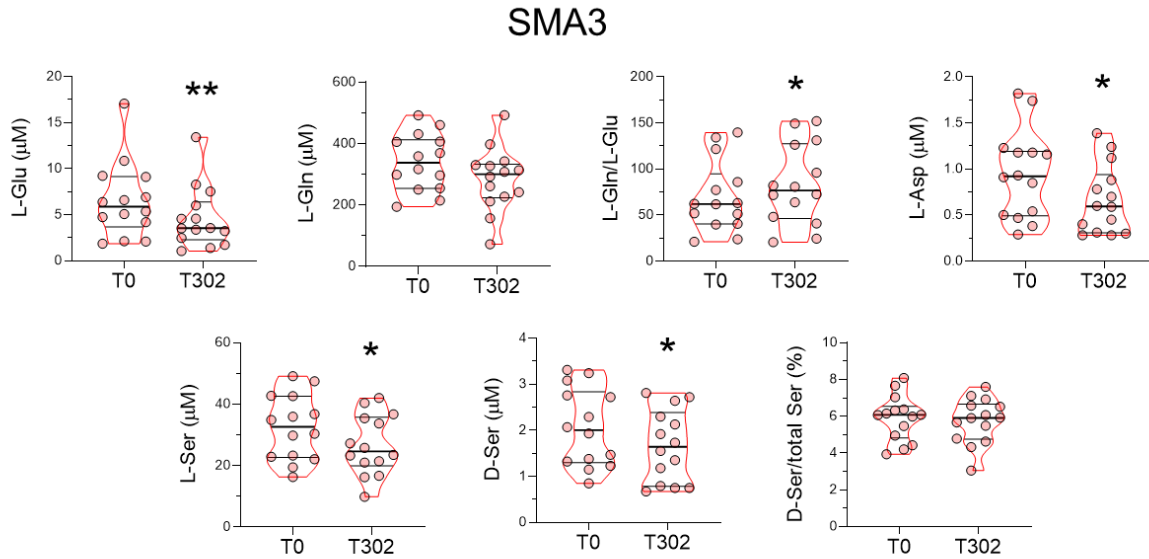 SMA3
L-Glu (µM)
20
15
10
5
0
**
T0
T302
L-Gln (µM)
600
400
200
0
T0
T302
L-Gln/L-Glu
200
150
100
50
0
*
T0
T302
L-Asp (µM)
2.0
1.5
1.0
0.5
0.0
*
T0
T302
L-Ser (µM)
60
40
20
0
*
T0
T302
D-Ser (µM)
4
3
2
1
0
*
T0
T302
D-Ser/total Ser (%)
10
8
6
4
2
0
T0
T302